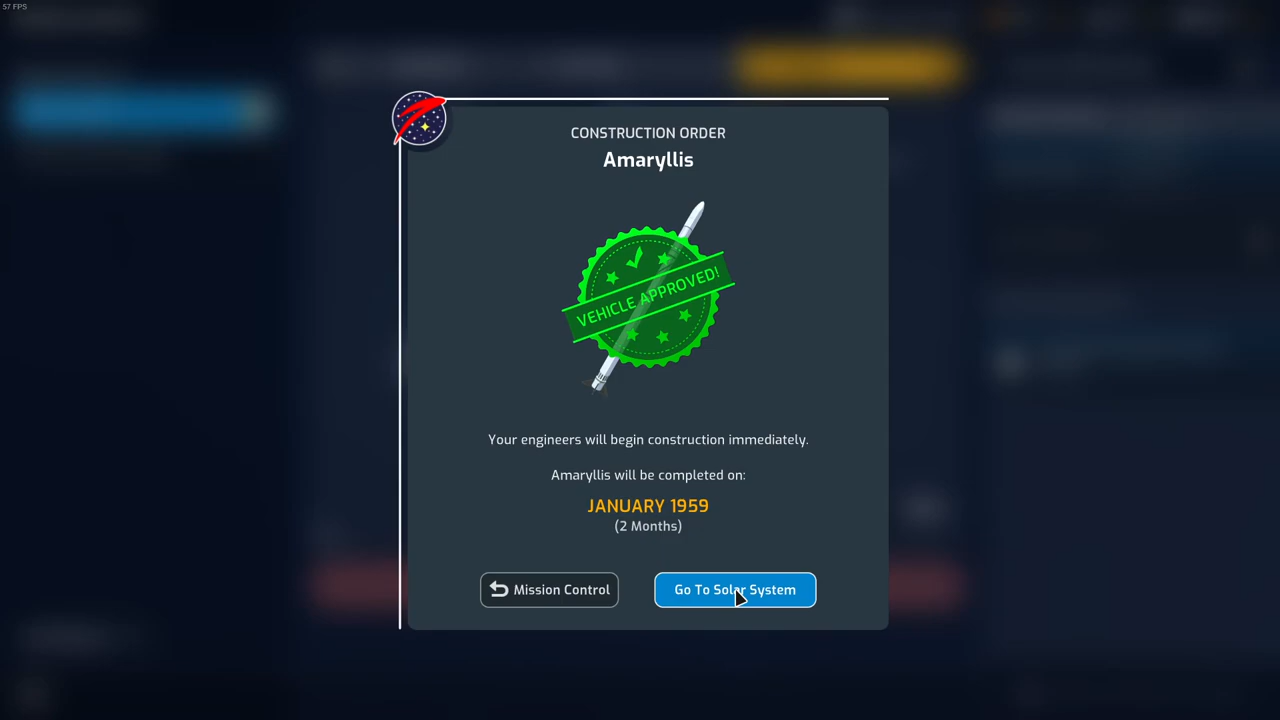 57 FPS
CONSTRUCTION ORDER
Amaryllis
VEHICLE APPROVED!
Your engineers will begin construction immediately.
Amaryllis will be completed on:
JANUARY 1959
(2 Months)
Mission Control
Go To Solar System